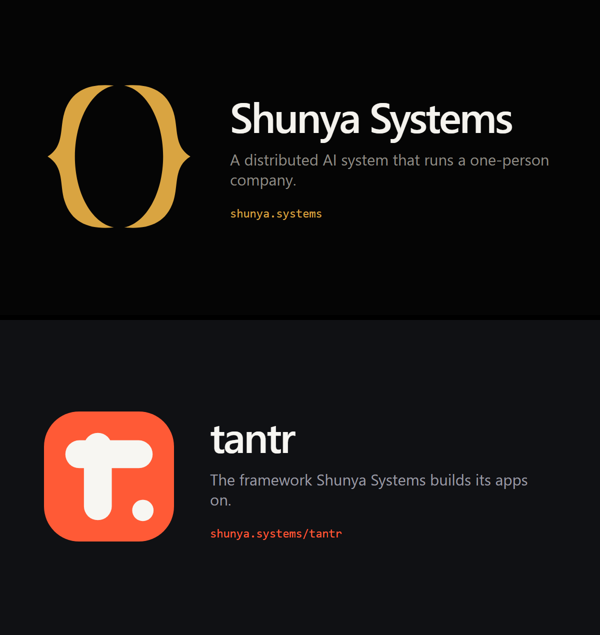 Shunya Systems
A distributed AI system that runs a one-person
company.
shunya.systems
t.
tantr
The framework Shunya Systems builds its apps
on.
shunya.systems/tantr